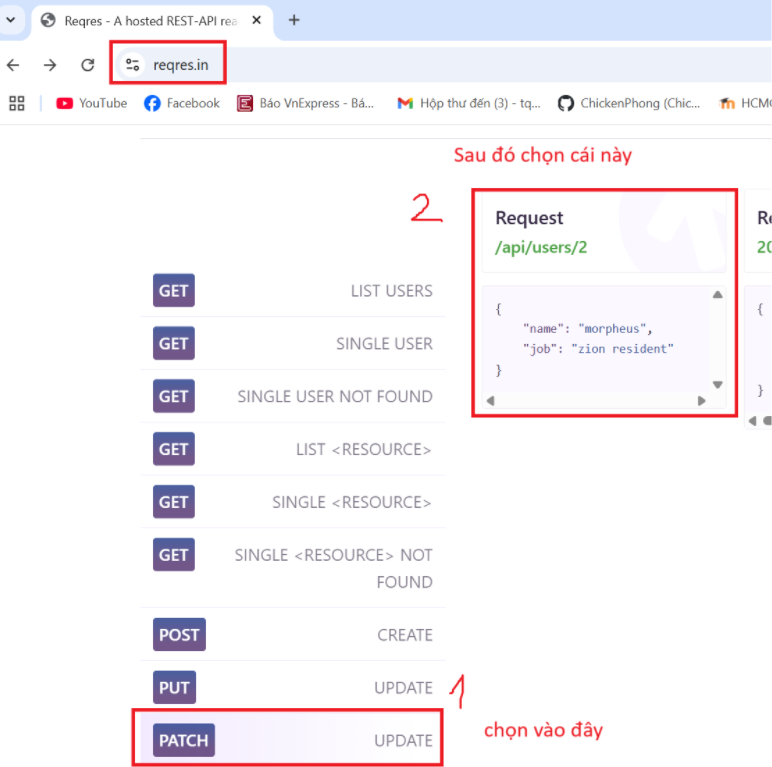 Reqres - A hosted REST-API rea
reqres.in
YouTube
Facebook
Báo VnExpress - Bá...
Hộp thư đến (3) - tq...
ChickenPhong (Chic...
HCMC
Sau đó chọn cái này
2
Request
/api/users/2
{
"name": "morpheus",
"job": "zion resident"
}
{
}
GET LIST USERS
GET SINGLE USER
GET SINGLE USER NOT FOUND
GET LIST <RESOURCE>
GET SINGLE <RESOURCE>
GET SINGLE <RESOURCE> NOT
FOUND
POST CREATE
PUT UPDATE
1
PATCH UPDATE
chọn vào đây